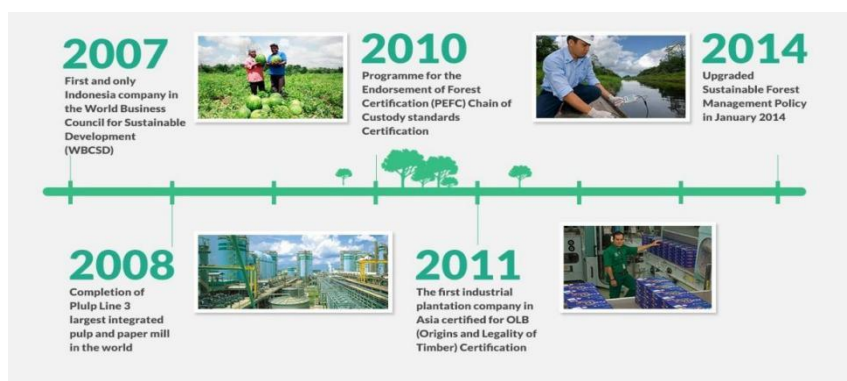 2007
First and only
Indonesia company in
the World Business
Council for Sustainable
Development
(WBCSD)
2010
Programme for the
Endorsement of Forest
Certification (PEFC) Chain of
Custody standards
Certification
2014
Upgraded
Sustainable Forest
Management Policy
in January 2014
2008
Completion of
Plulp Line 3
largest integrated
pulp and paper mill
in the world
2011
The first industrial
plantation company in
Asia certified for OLB
(Origins and Legality of
Timber) Certification